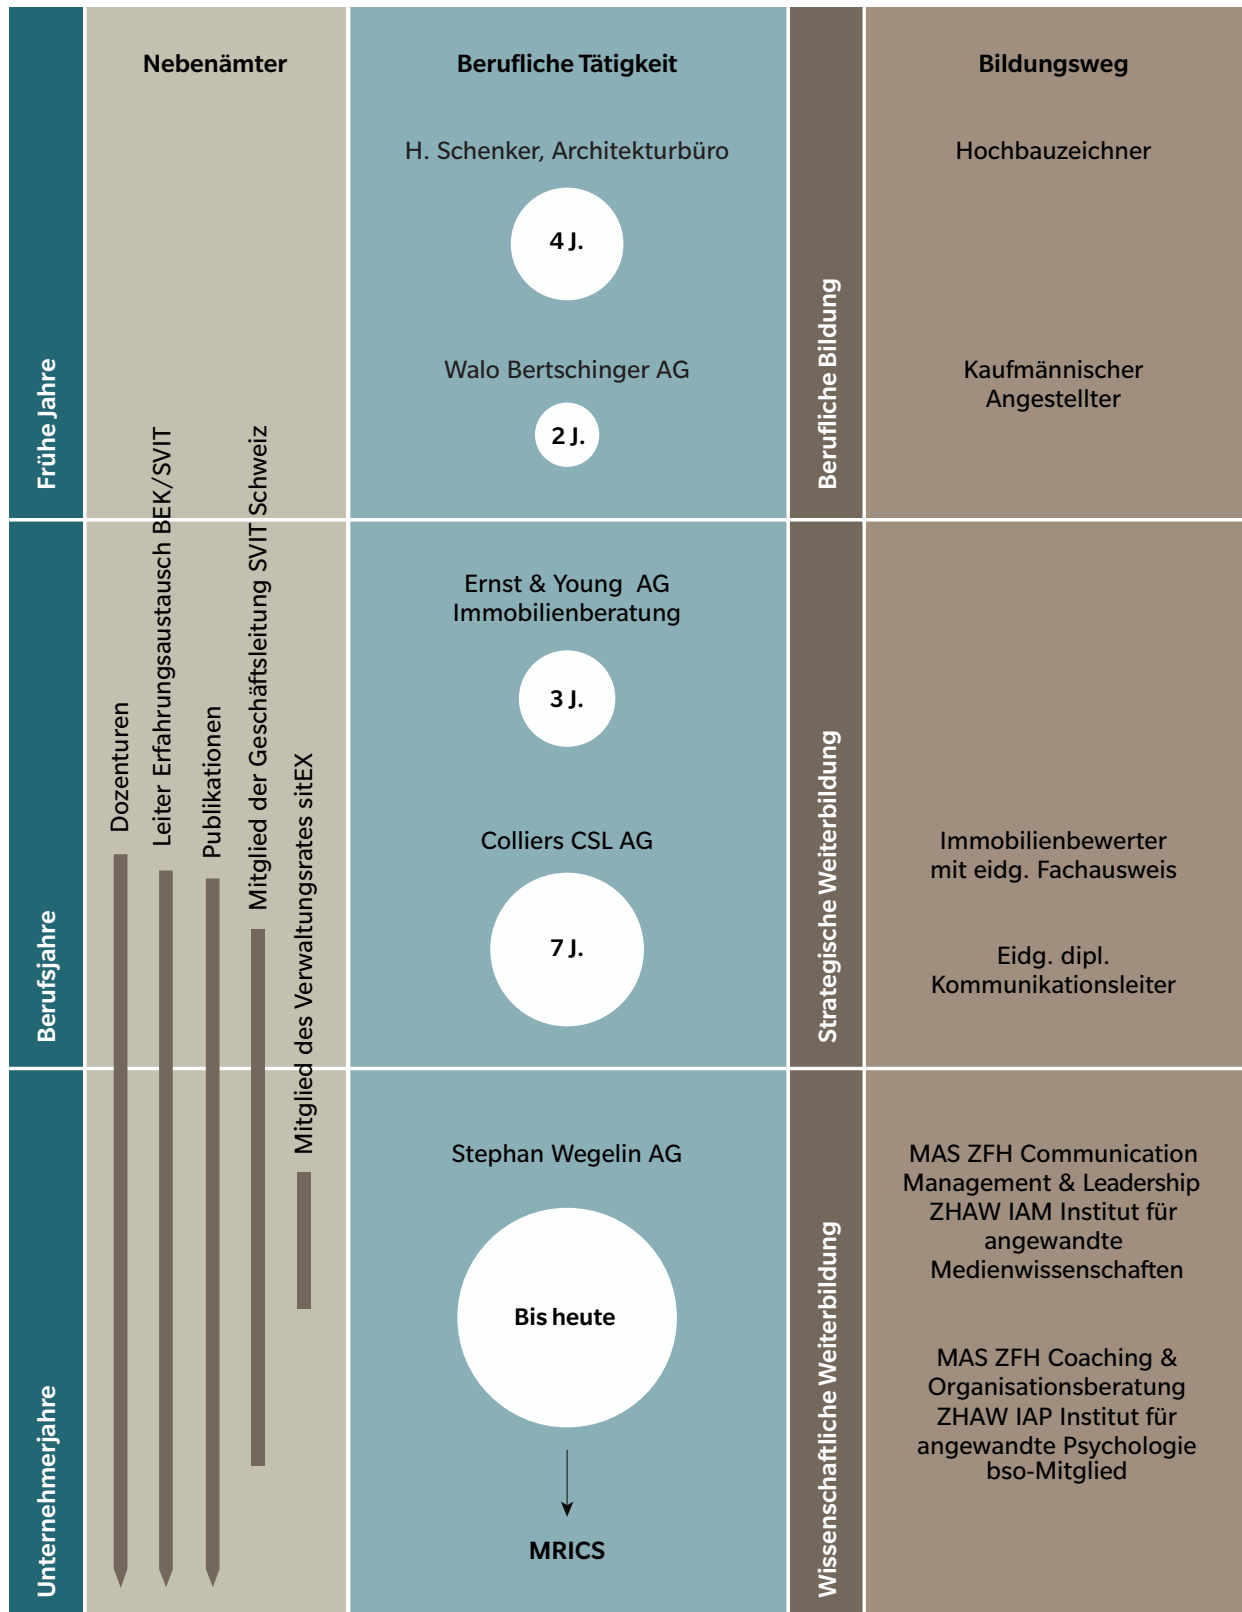 Nebenämter
Berufliche Tätigkeit
Bildungsweg
Frühe Jahre
H. Schenker, Architekturbüro
4 J.
Walo Bertschinger AG
2 J.
Berufliche Bildung
Hochbauzeichner
Kaufmännischer
Angestellter
Berufsjahre
Dozenturen
Leiter Erfahrungsaustausch BEK/SVIT
Publikationen
Mitglied der Geschäftsleitung SVIT Schweiz
Mitglied des Verwaltungsrates sitEX
Ernst & Young AG
Immobilienberatung
3 J.
Colliers CSL AG
7 J.
Strategische Weiterbildung
Immobilienbewerter
mit eidg. Fachausweis
Eidg. dipl.
Kommunikationsleiter
Unternehmerjahre
Stephan Wegelin AG
Bis heute
MRICS
Wissenschaftliche Weiterbildung
MAS ZFH Communication
Management & Leadership
ZHAW IAM Institut für
angewandte
Medienwissenschaften
MAS ZFH Coaching &
Organisationsberatung
ZHAW IAP Institut für
angewandte Psychologie
bso-Mitglied